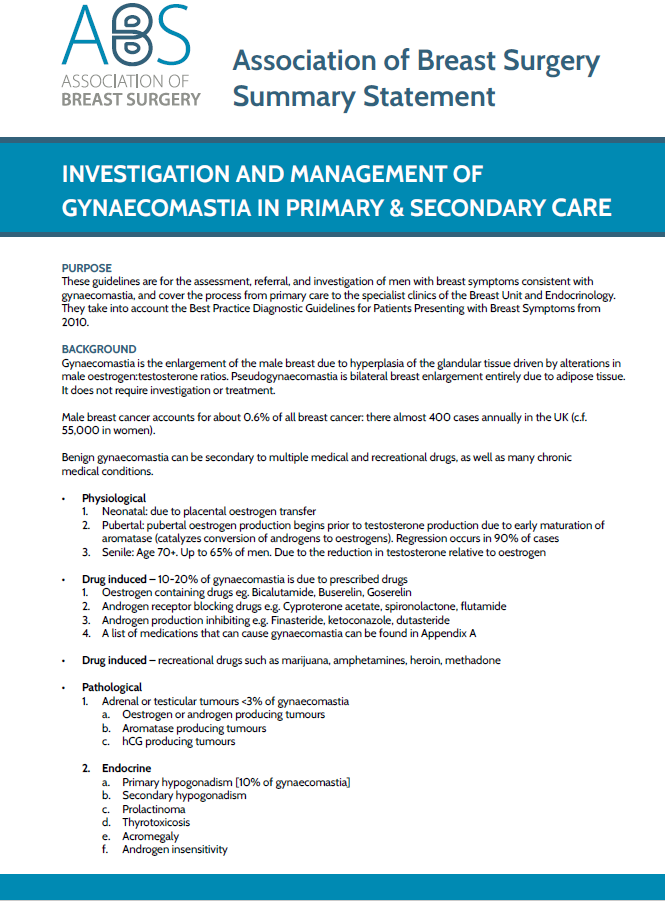 ABS
ASSOCIATION OF
BREAST SURGERY
Association of Breast Surgery
Summary Statement
INVESTIGATION AND MANAGEMENT OF
GYNAECOMASTIA IN PRIMARY & SECONDARY CARE
PURPOSE
These guidelines are for the assessment, referral, and investigation of men with breast symptoms consistent with
gynaecomastia, and cover the process from primary care to the specialist clinics of the Breast Unit and Endocrinology.
They take into account the Best Practice Diagnostic Guidelines for Patients Presenting with Breast Symptoms from
2010.
BACKGROUND
Gynaecomastia is the enlargement of the male breast due to hyperplasia of the glandular tissue driven by alterations in
male oestrogen:testosterone ratios. Pseudogynaecomastia is bilateral breast enlargement entirely due to adipose tissue.
It does not require investigation or treatment.
Male breast cancer accounts for about 0.6% of all breast cancer: there almost 400 cases annually in the UK (c.f.
55,000 in women).
Benign gynaecomastia can be secondary to multiple medical and recreational drugs, as well as many chronic
medical conditions.
• Physiological
1. Neonatal: due to placental oestrogen transfer
2. Pubertal: pubertal oestrogen production begins prior to testosterone production due to early maturation of
aromatase (catalyzes conversion of androgens to oestrogens). Regression occurs in 90% of cases
3. Senile: Age 70+. Up to 65% of men. Due to the reduction in testosterone relative to oestrogen
• Drug induced – 10-20% of gynaecomastia is due to prescribed drugs
1. Oestrogen containing drugs eg. Bicalutamide, Buserelin, Goserelin
2. Androgen receptor blocking drugs e.g. Cyproterone acetate, spironolactone, flutamide
3. Androgen production inhibiting e.g. Finasteride, ketoconazole, dutasteride
4. A list of medications that can cause gynaecomastia can be found in Appendix A
• Drug induced – recreational drugs such as marijuana, amphetamines, heroin, methadone
• Pathological
1. Adrenal or testicular tumours <3% of gynaecomastia
a. Oestrogen or androgen producing tumours
b. Aromatase producing tumours
c. hCG producing tumours
2. Endocrine
a. Primary hypogonadism [10% of gynaecomastia]
b. Secondary hypogonadism
c. Prolactinoma
d. Thyrotoxicosis
e. Acromegaly
f. Androgen insensitivity